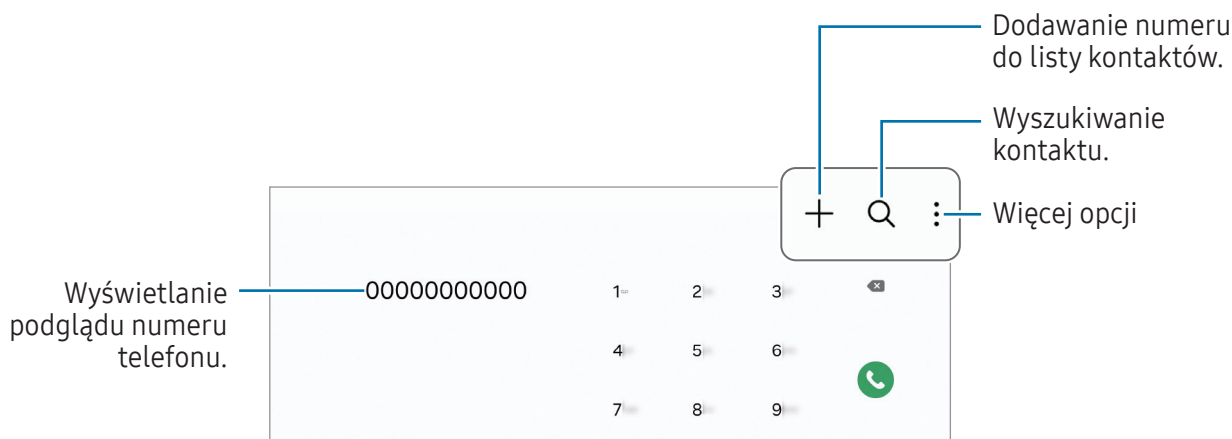 Dodawanie numeru
do listy kontaktów.
Wyszukiwanie
kontaktu.
Więcej opcji
Wyświetlanie
podglądu numeru
telefonu.
00000000000
1 2 3
4 5 6
7 8 9